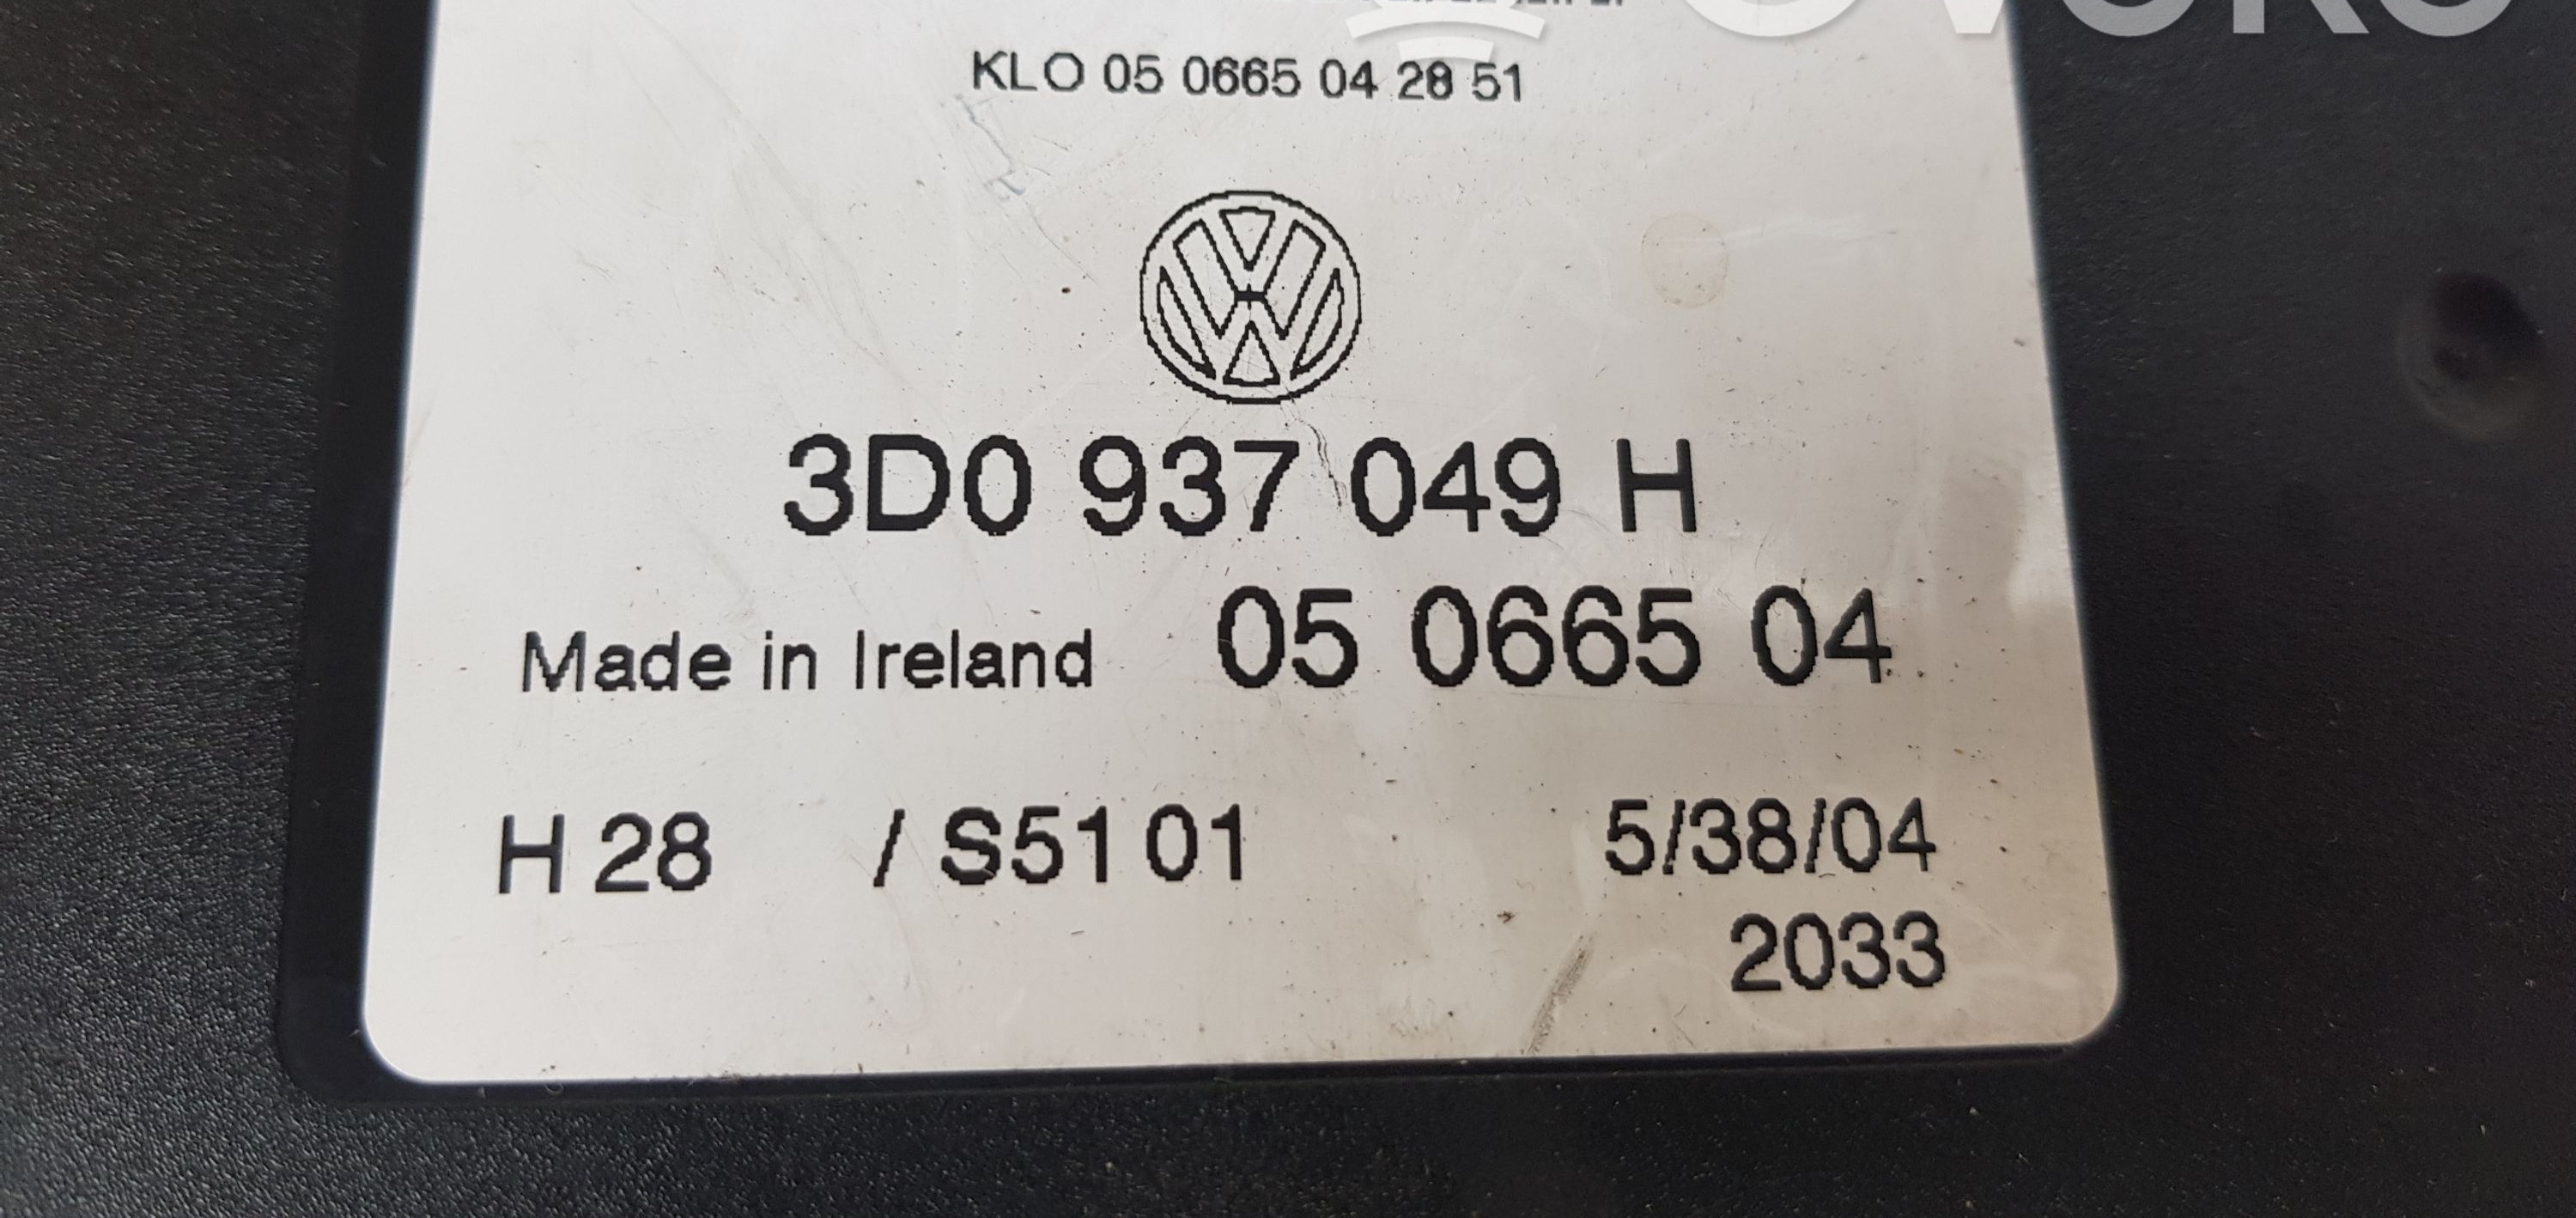 KLO 05 0665 04 28 51
3D0 937 049 H
Made in Ireland 05 0665 04
H 28 / S51 01 5/38/04
2033